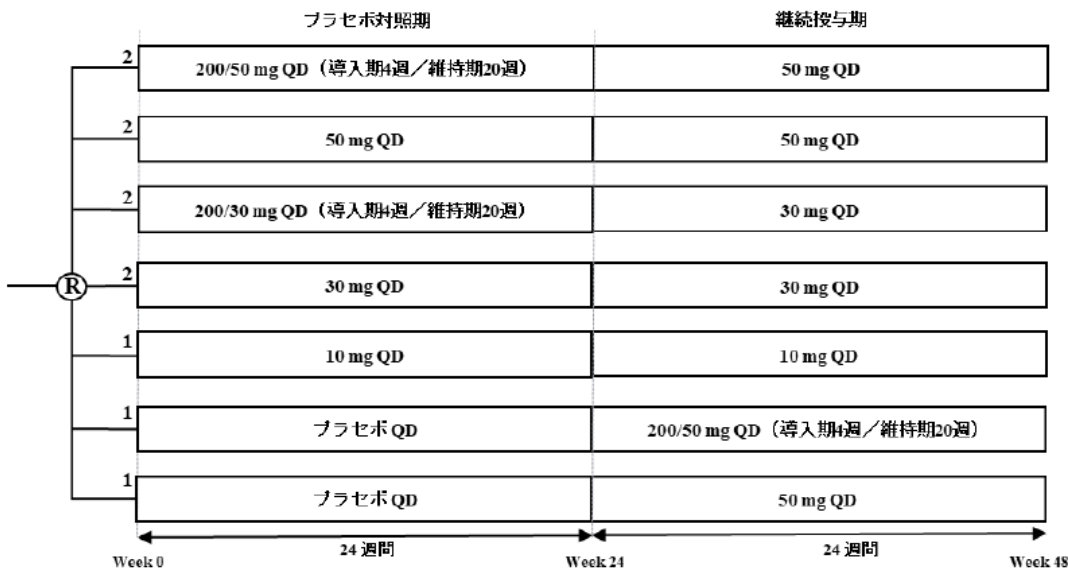 プラセボ対照期 継続投与期
2 200/50 mg QD（導入期4週／維持期20週） 50 mg QD
2 50 mg QD 50 mg QD
2 200/30 mg QD（導入期4週／維持期20週） 30 mg QD
R 2 30 mg QD 30 mg QD
1 10 mg QD 10 mg QD
1 プラセボ QD 200/50 mg QD（導入期4週／維持期20週）
1 プラセボ QD 50 mg QD
24 週間 24 週間
Week 0 Week 24 Week 48